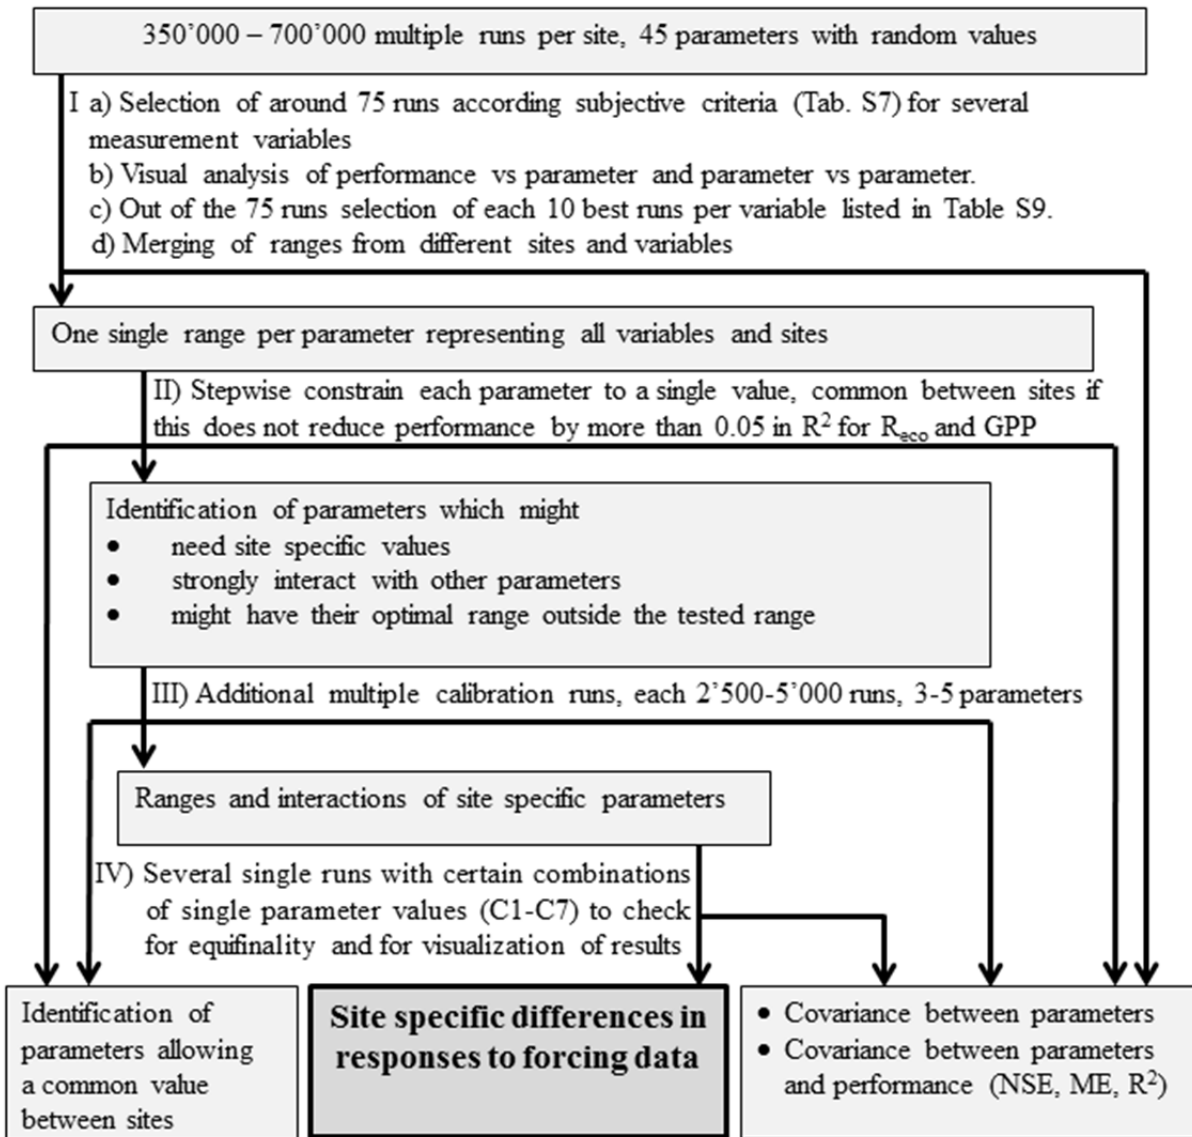 350’000 – 700’000 multiple runs per site, 45 parameters with random values
I a) Selection of around 75 runs according subjective criteria (Tab. S7) for several
measurement variables
b) Visual analysis of performance vs parameter and parameter vs parameter.
c) Out of the 75 runs selection of each 10 best runs per variable listed in Table S9.
d) Merging of ranges from different sites and variables
One single range per parameter representing all variables and sites
II) Stepwise constrain each parameter to a single value, common between sites if
this does not reduce performance by more than 0.05 in R² for Reco and GPP
Identification of parameters which might
• need site specific values
• strongly interact with other parameters
• might have their optimal range outside the tested range
III) Additional multiple calibration runs, each 2’500-5’000 runs, 3-5 parameters
Ranges and interactions of site specific parameters
IV) Several single runs with certain combinations
of single parameter values (C1-C7) to check
for equifinality and for visualization of results
Identification of
parameters allowing
a common value
between sites
Site specific differences in
responses to forcing data
• Covariance between parameters
• Covariance between parameters
and performance (NSE, ME, R²)